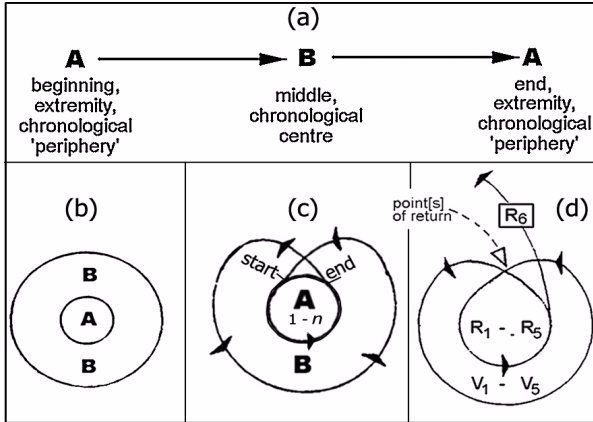 (a)
A B A
beginning,
extremity,
chronological
'periphery'
middle,
chronological
centre
end,
extremity,
chronological
'periphery'
(b)
B
A
B
(c)
start
end
A
1 - n
B
(d)
point[s]
of return
R6
R1 - . R5
V1 - V5